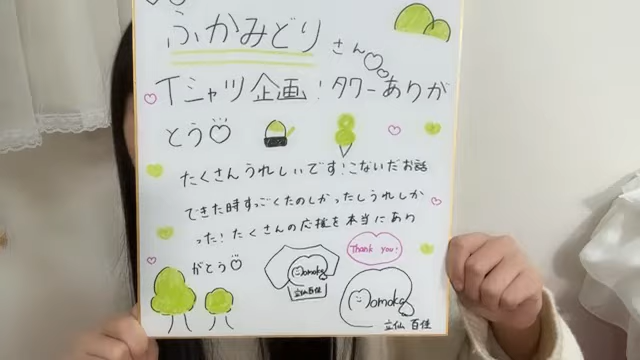 ふかみどりさん♡
Tシャツ企画!タワーありが
とう♡
たくさんうれしいです!こないだお話
できた時すっごくたのしかったしうれしか
った!たくさんの応援を本当にあり
がとう♡
Thank you!
Momoka
立仙百佳
Momoka
立仙 百佳